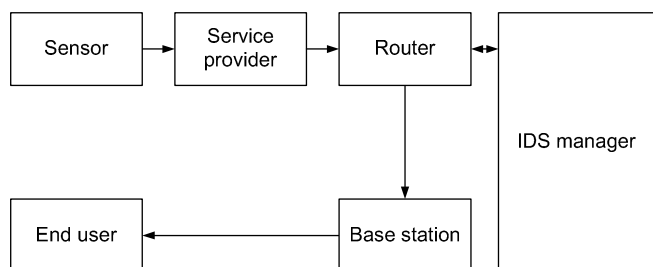 Sensor
Service
provider
Router
IDS manager
End user
Base station